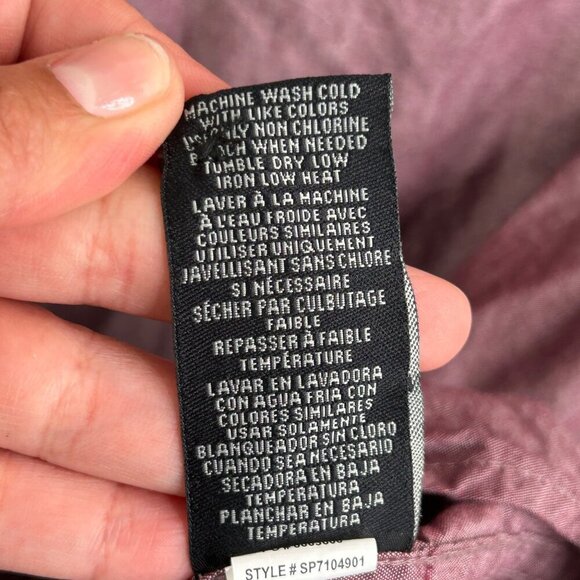 MACHINE WASH COLD
WITH LIKE COLORS
ONLY NON CHLORINE
WHEN NEEDED
TUMBLE DRY LOW
IRON LOW HEAT
LAVER À LA MACHINE
À L'EAU FROIDE AVEC
COULEURS SIMILAIRES
UTILISER UNIQUEMENT
JAVELLISANT SANS CHLORE
SI NÉCESSAIRE
SÉCHER PAR CULBUTAGE
FAIBLE
REPASSER À FAIBLE
TEMPÉRATURE
LAVAR EN LAVADORA
CON AGUA FRIA CON
COLORES SIMILARES
USAR SOLAMENTE
BLANQUEADOR SIN CLORO
CUANDO SEA NECESARIO
SECADORA EN BAJA
TEMPERATURA
PLANCHAR EN BAJA
TEMPERATURA
STYLE # SP7104901